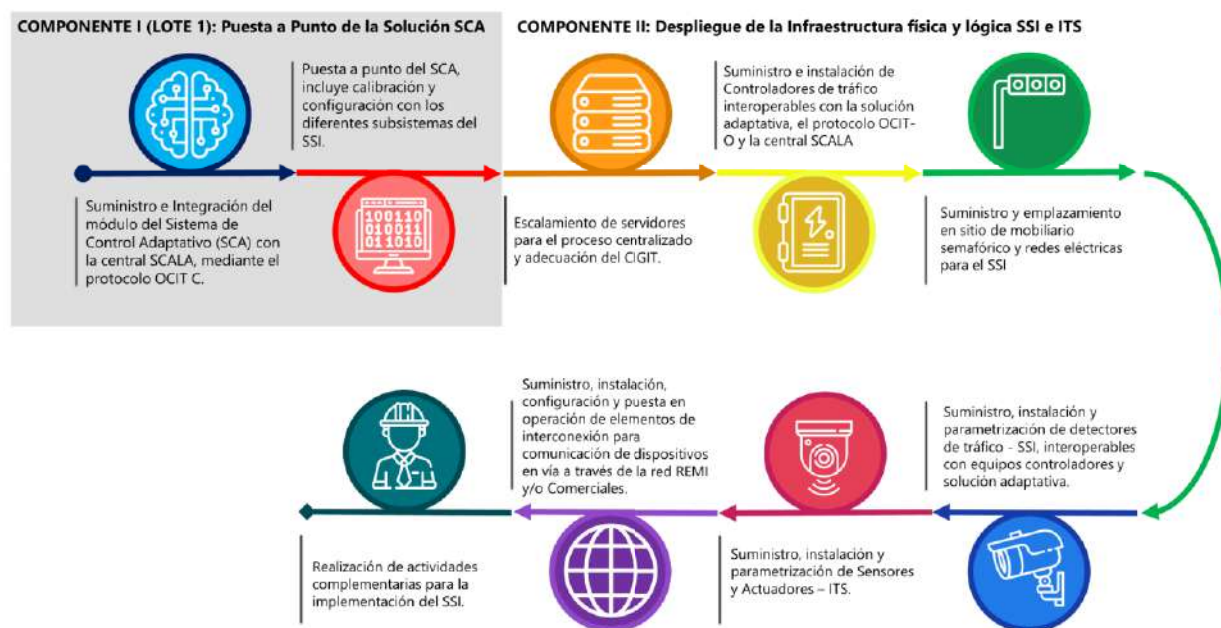 COMPONENTE I (LOTE 1): Puesta a Punto de la Solución SCA
COMPONENTE II: Despliegue de la Infraestructura física y lógica SSI e ITS
Suministro e Integración del
módulo del Sistema de
Control Adaptativo (SCA) con
la central SCALA, mediante el
protocolo OCIT C.
Puesta a punto del SCA,
incluye calibración y
configuración con los
diferentes subsistemas del
SSI.
100110
010011
011010
Escalamiento de servidores
para el proceso centralizado
y adecuación del CIGIT.
Suministro e instalación de
Controladores de tráfico
interoperables con la solución
adaptativa, el protocolo OCIT-
O y la central SCALA
Suministro y emplazamiento
en sitio de mobiliario
semafórico y redes eléctricas
para el SSI
Suministro, instalación y
parametrización de detectores
de tráfico - SSI, interoperables
con equipos controladores y
solución adaptativa.
Suministro, instalación y
parametrización de Sensores
y Actuadores – ITS.
Suministro, instalación,
configuración y puesta en
operación de elementos de
interconexión para
comunicación de dispositivos
en vía a través de la red REMI
y/o Comerciales.
Realización de actividades
complementarias para la
implementación del SSI.